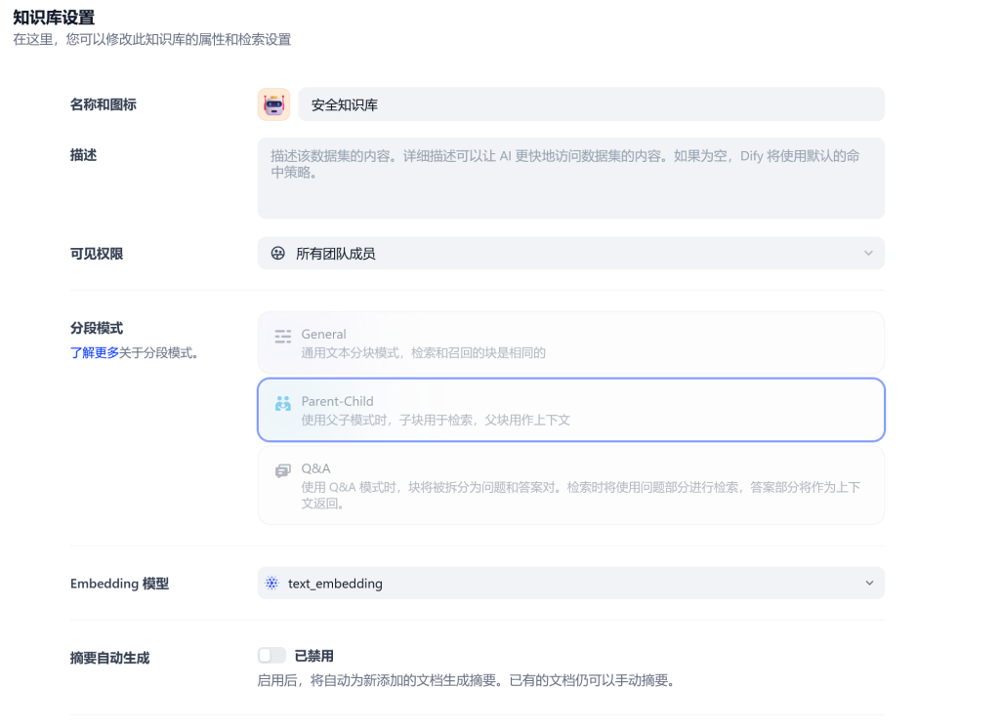 知识库设置
在这里，您可以修改此知识库的属性和检索设置
名称和图标
安全知识库
描述
描述该数据集的内容。详细描述可以让 AI 更快地访问数据集的内容。如果为空，Dify 将使用默认的命
中策略。
可见权限
所有团队成员
分段模式
了解更多关于分段模式。
General
通用文本分块模式，检索和召回的块是相同的
Parent-Child
使用父子模式时，子块用于检索，父块用作上下文
Q&A
使用 Q&A 模式时，块将被拆分为问题和答案对。检索时将使用问题部分进行检索，答案部分将作为上下
文返回。
Embedding 模型
text_embedding
摘要自动生成
已禁用
启用后，将自动为新添加的文档生成摘要。已有的文档仍可以手动摘要。